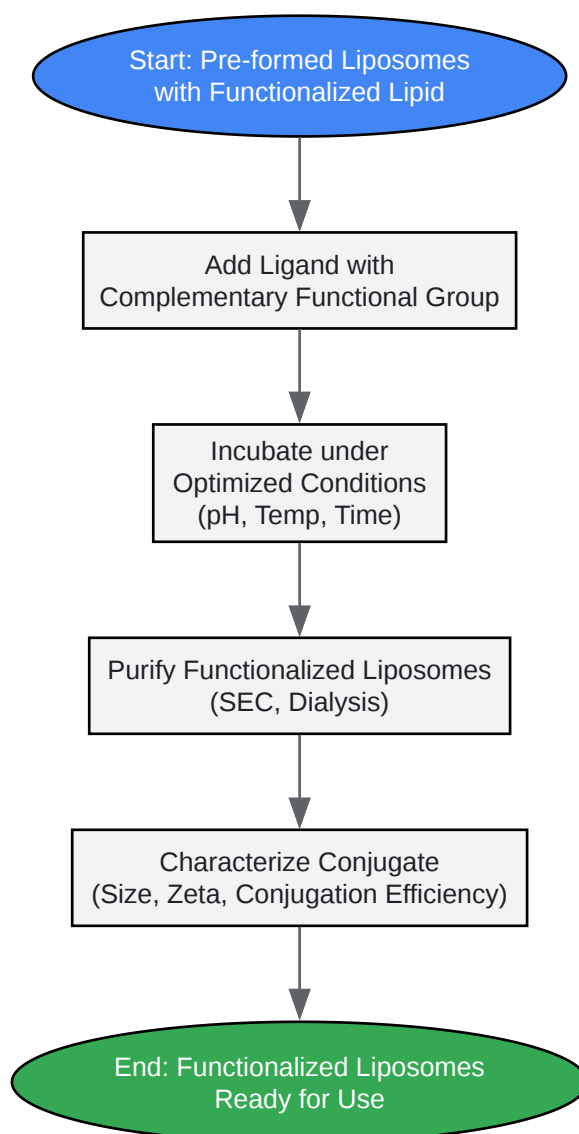 Start: Pre-formed Liposomes
with Functionalized Lipid
Add Ligand with
Complementary Functional Group
Incubate under
Optimized Conditions
(pH, Temp, Time)
Purify Functionalized Liposomes
(SEC, Dialysis)
Characterize Conjugate
(Size, Zeta, Conjugation Efficiency)
End: Functionalized Liposomes
Ready for Use